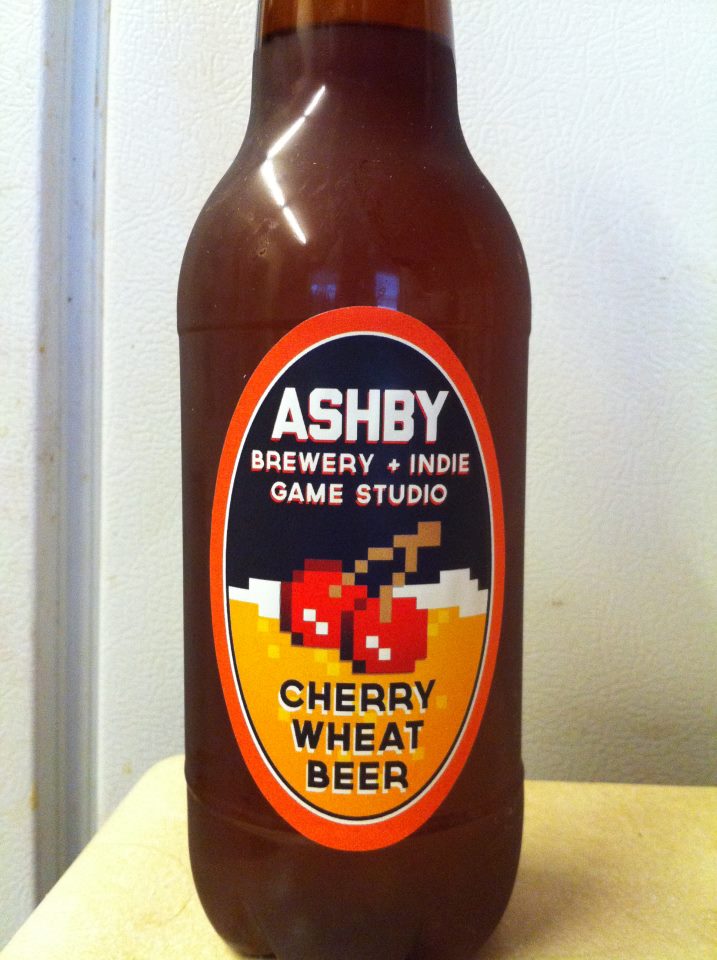 ASHBY
BREWERY + INDIE
GAME STUDIO
CHERRY
WHEAT
BEER